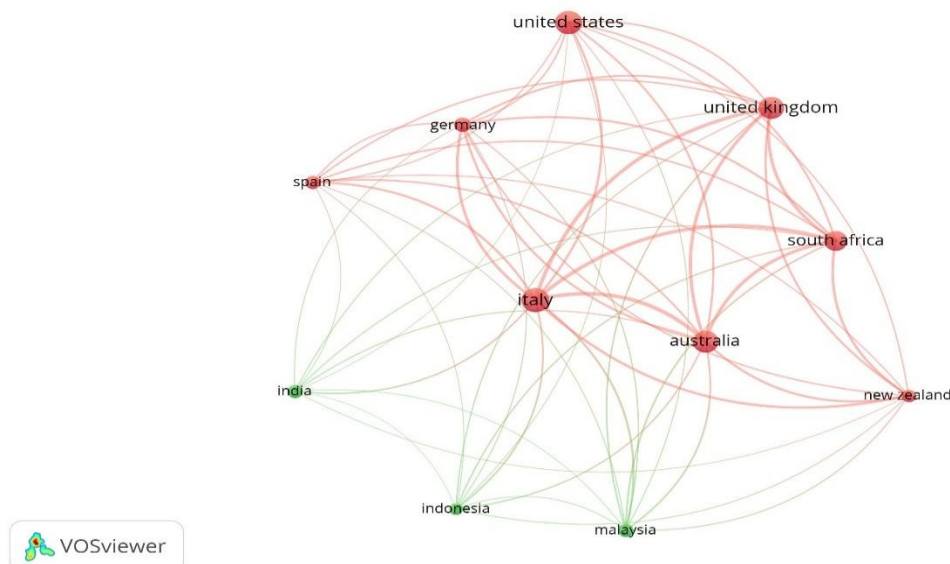 united states
united kingdom
germany
spain
south africa
italy
australia
india
new zealand
indonesia
malaysia
VOSviewer